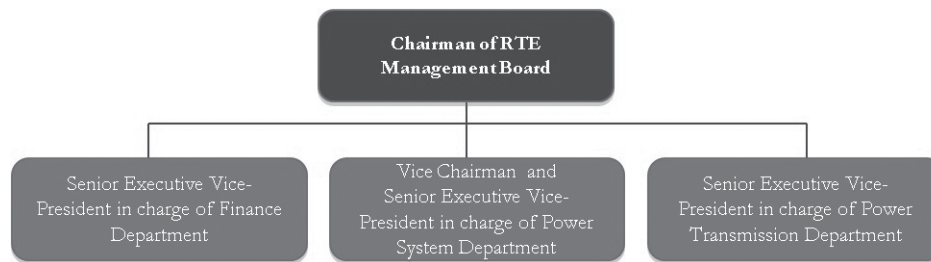 Chairman of RTE
Management Board
Senior Executive Vice-
President in charge of Finance
Department
Vice Chairman and
Senior Executive Vice-
President in charge of Power
System Department
Senior Executive Vice-
President in charge of Power
Transmission Department